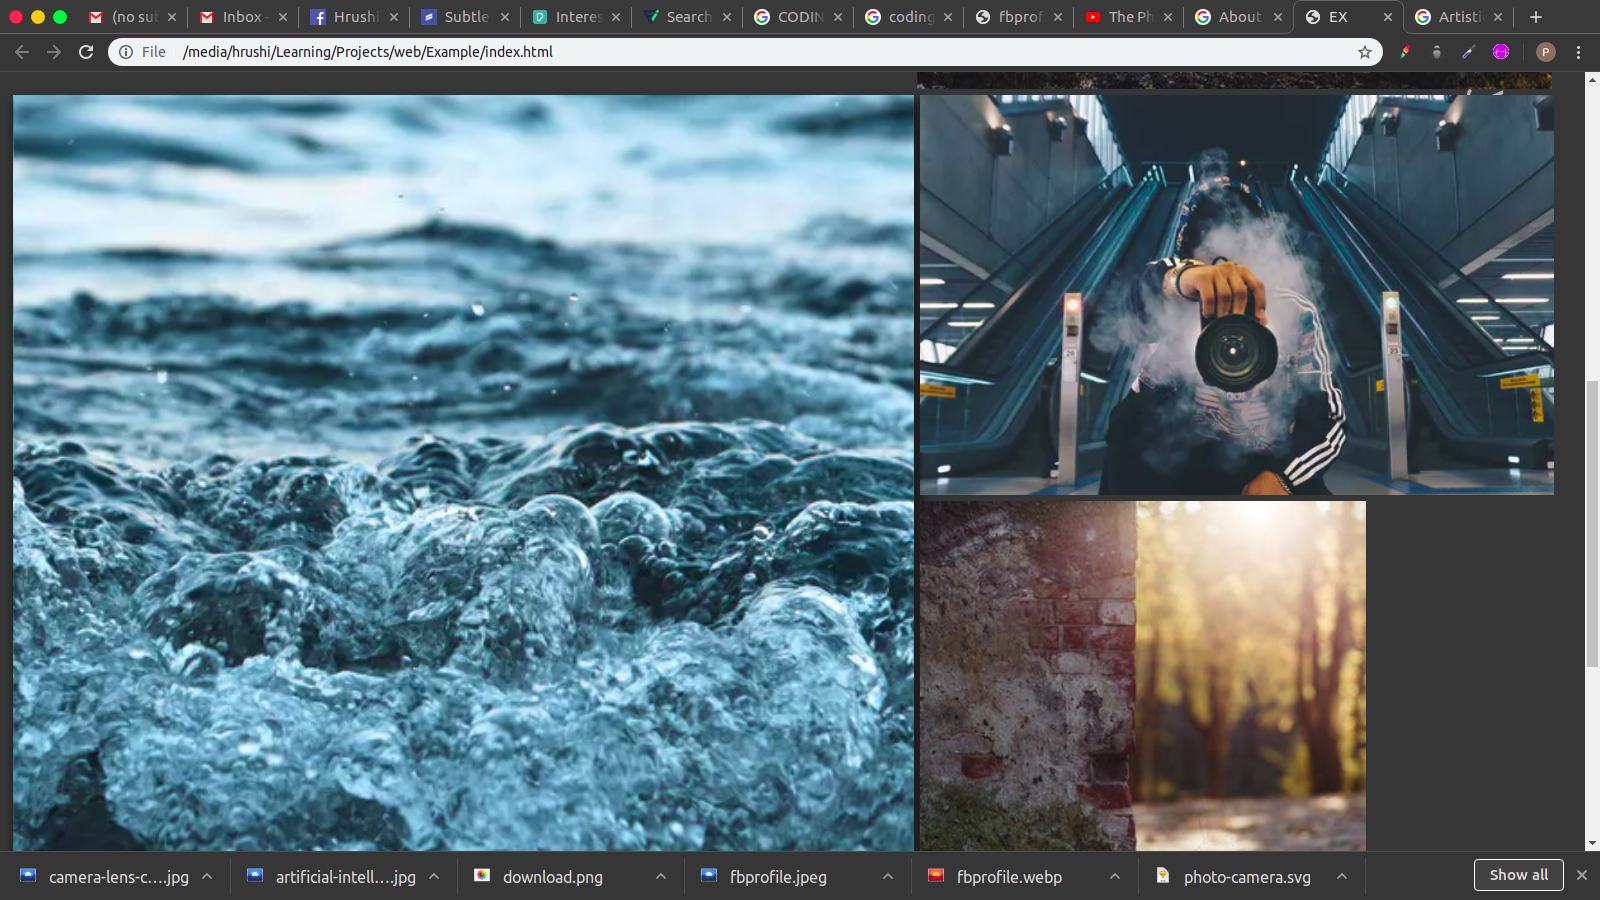 (no sub
Inbox -
Hrushi
Subtle
Interes
Search
CODIN
coding
fbprof
The Ph
About
EX
Artisti
File /media/hrushi/Learning/Projects/web/Example/index.html
P
camera-lens-c....jpg
artificial-intell....jpg
download.png
fbprofile.jpeg
fbprofile.webp
photo-camera.svg
Show all